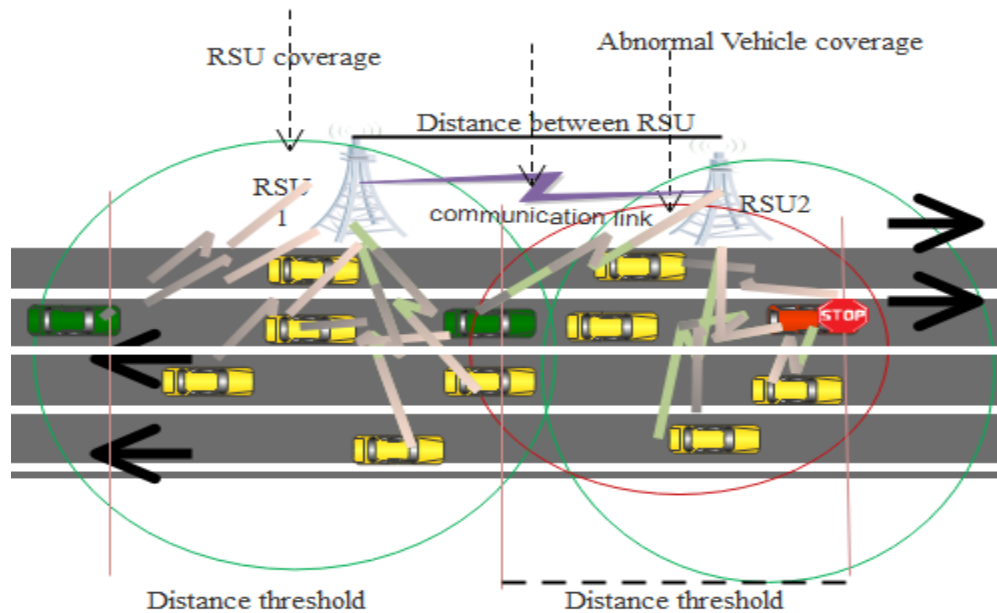 Abnormal Vehicle coverage
RSU coverage
Distance between RSU
RSU
1
RSU2
communication link
STOP
Distance threshold
Distance threshold